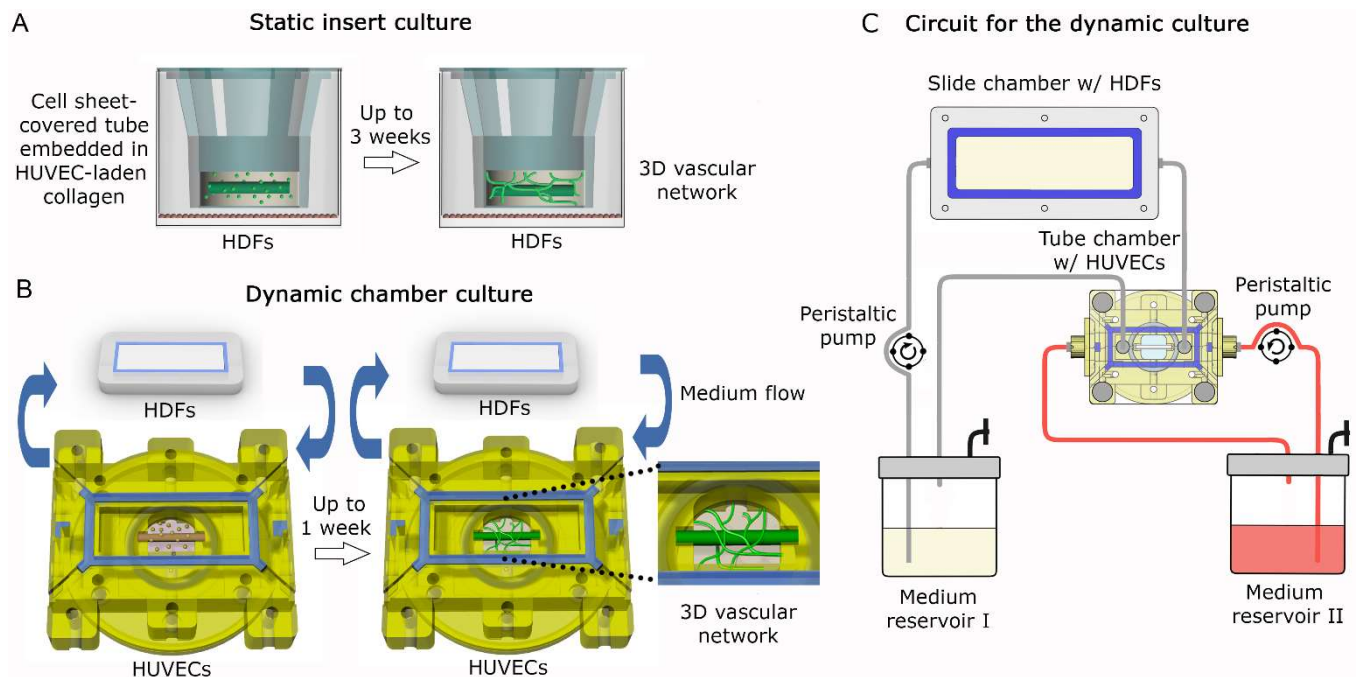 A
Static insert culture
Cell sheet-
covered tube
embedded in
HUVEC-laden
collagen
Up to
3 weeks
3D vascular
network
HDFs
HDFs
B
Dynamic chamber culture
HDFs
HDFs
Medium flow
Up to
1 week
3D vascular
network
HUVECs
HUVECs
C
Circuit for the dynamic culture
Slide chamber w/ HDFs
Tube chamber
w/ HUVECs
Peristaltic
pump
Peristaltic
pump
Medium
reservoir I
Medium
reservoir II